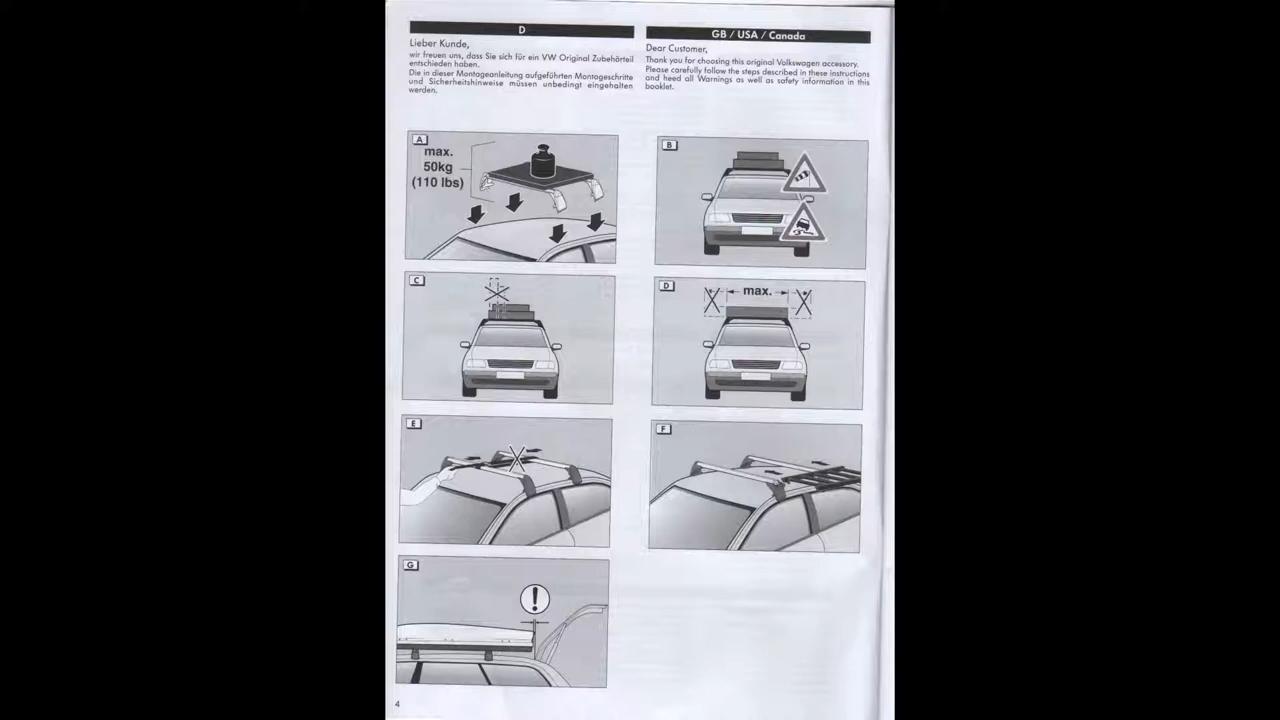 D
Lieber Kunde,
wir freuen uns, dass Sie sich für ein VW Original Zubehörteil
entschieden haben.
Die in dieser Montageanleitung aufgeführten Montageschritte
und Sicherheitshinweise müssen unbedingt eingehalten
werden.
GB / USA / Canada
Dear Customer,
Thank you for choosing this original Volkswagen accessory.
Please carefully follow the steps described in these instructions
and heed all Warnings as well as safety information in this
booklet.
A
max.
50kg
(110 lbs)
B
C
D
max.
E
F
G
!
4